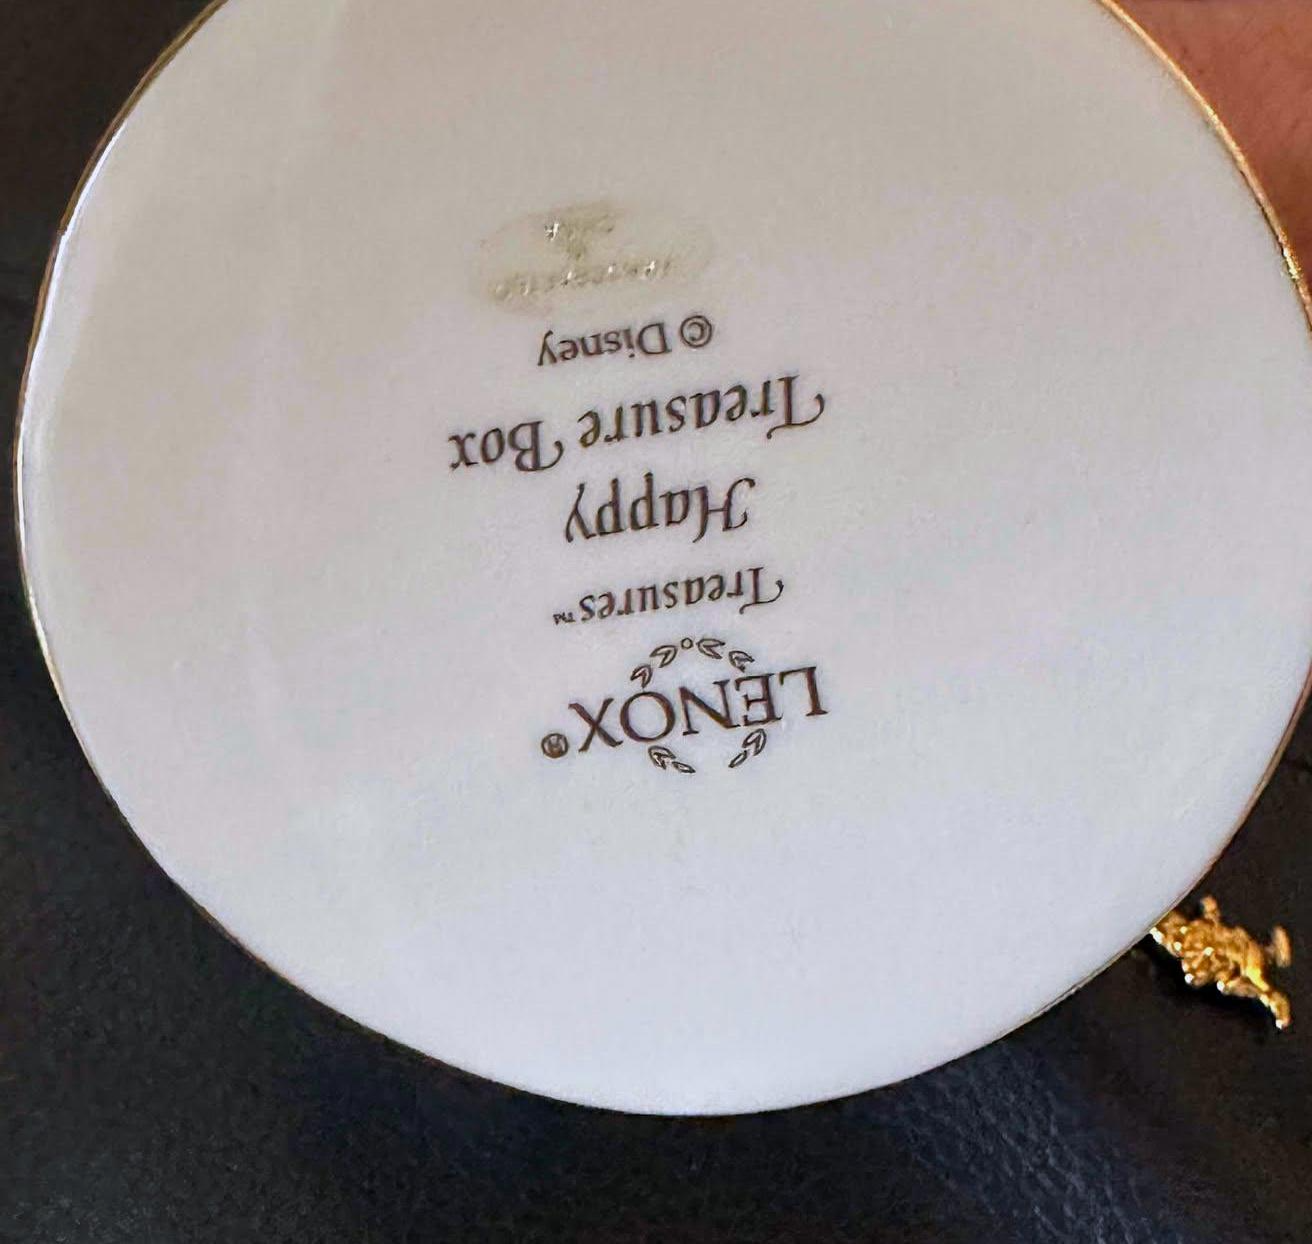 LENOX®
Treasures™
Happy
Treasure Box
© Disney